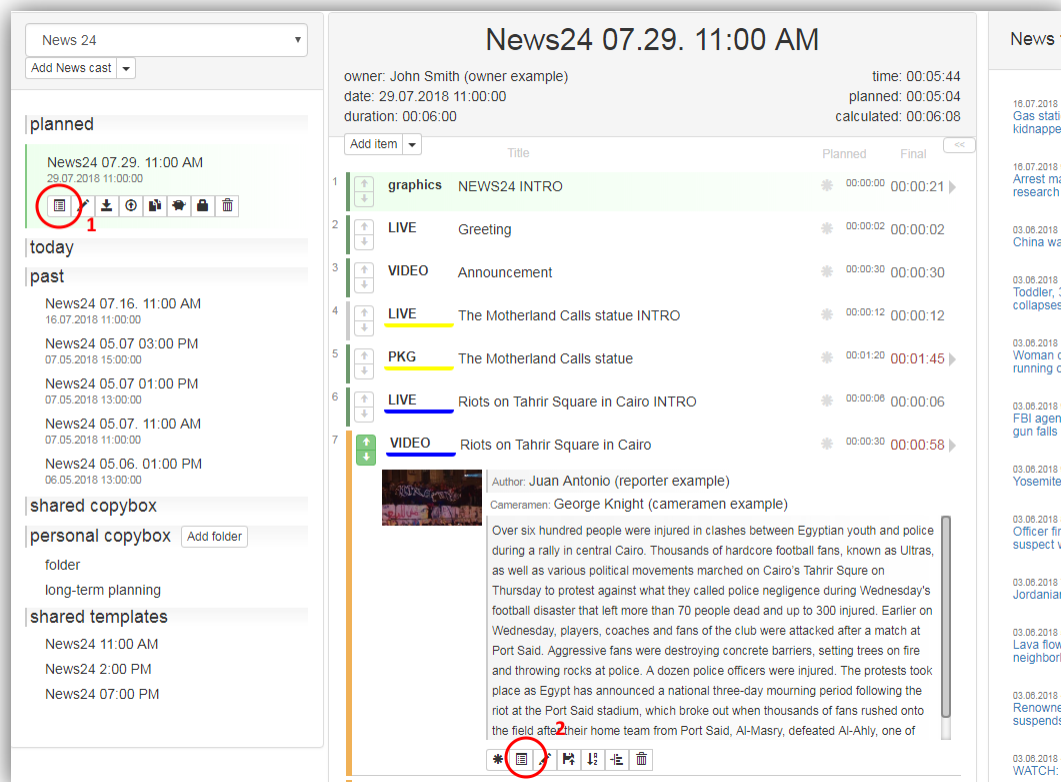 News 24
Add News cast
planned
News24 07.29. 11:00 AM
29.07.2018 11:00:00
1
today
past
News24 07.16. 11:00 AM
16.07.2018 11:00:00
News24 05.07 03:00 PM
07.05.2018 15:00:00
News24 05.07 01:00 PM
07.05.2018 13:00:00
News24 05.07. 11:00 AM
07.05.2018 11:00:00
News24 05.06. 01:00 PM
06.05.2018 13:00:00
shared copybox
personal copybox Add folder
folder
long-term planning
shared templates
News24 11:00 AM
News24 2:00 PM
News24 07:00 PM
News24 07.29. 11:00 AM
owner: John Smith (owner example) time: 00:05:44
date: 29.07.2018 11:00:00 planned: 00:05:04
duration: 00:06:00 calculated: 00:06:08
Add item Title Planned Final <<
1 graphics NEWS24 INTRO 00:00:00 00:00:21
2 LIVE Greeting 00:00:02 00:00:02
3 VIDEO Announcement 00:00:30 00:00:30
4 LIVE The Motherland Calls statue INTRO 00:00:12 00:00:12
5 PKG The Motherland Calls statue 00:01:20 00:01:45
6 LIVE Riots on Tahrir Square in Cairo INTRO 00:00:06 00:00:06
7 VIDEO Riots on Tahrir Square in Cairo 00:00:30 00:00:58
Author: Juan Antonio (reporter example)
Cameramen: George Knight (cameramen example)
Over six hundred people were injured in clashes between Egyptian youth and police
during a rally in central Cairo. Thousands of hardcore football fans, known as Ultras,
as well as various political movements marched on Cairo's Tahrir Squre on
Thursday to protest against what they called police negligence during Wednesday's
football disaster that left more than 70 people dead and up to 300 injured. Earlier on
Wednesday, players, coaches and fans of the club were attacked after a match at
Port Said. Aggressive fans were destroying concrete barriers, setting trees on fire
and throwing rocks at police. A dozen police officers were injured. The protests took
place as Egypt has announced a national three-day mourning period following the
riot at the Port Said stadium, which broke out when thousands of fans rushed onto
the field after their home team from Port Said, Al-Masry, defeated Al-Ahly, one of
2
News
16.07.2018
Gas stati
kidnappe
16.07.2018
Arrest ma
research
03.06.2018
China wa
03.06.2018
Toddler,
collapses
03.06.2018
Woman
running
03.06.2018
FBI agen
gun falls
03.06.2018
Yosemite
03.06.2018
Officer fir
suspect
03.06.2018
Jordania
03.06.2018
Lava flow
neighbor
03.06.2018
Renowne
suspends
03.06.2018
WATCH: